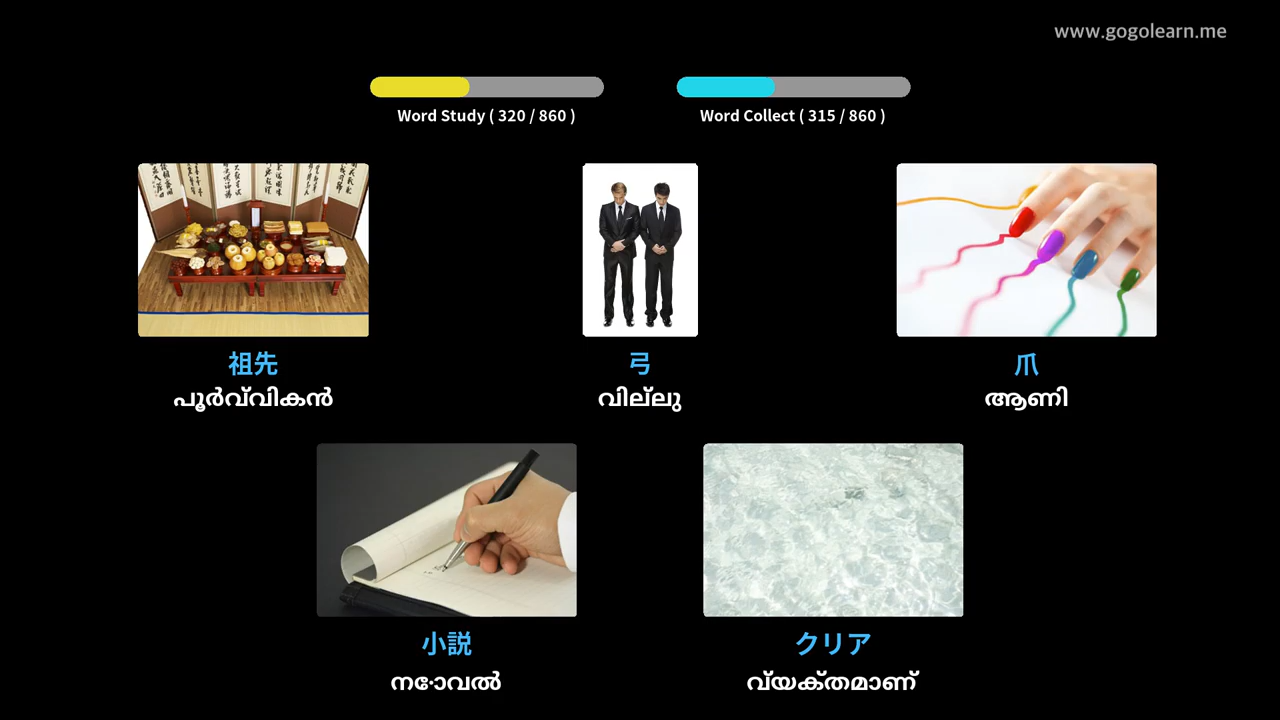 www.gogolearn.me
Word Study ( 320 / 860 )
Word Collect ( 315 / 860 )
祖先
പൂർവ്വികൻ
弓
വില്ലു
爪
ആണി
小説
നോവൽ
クリア
വ്യക്തമാണ്